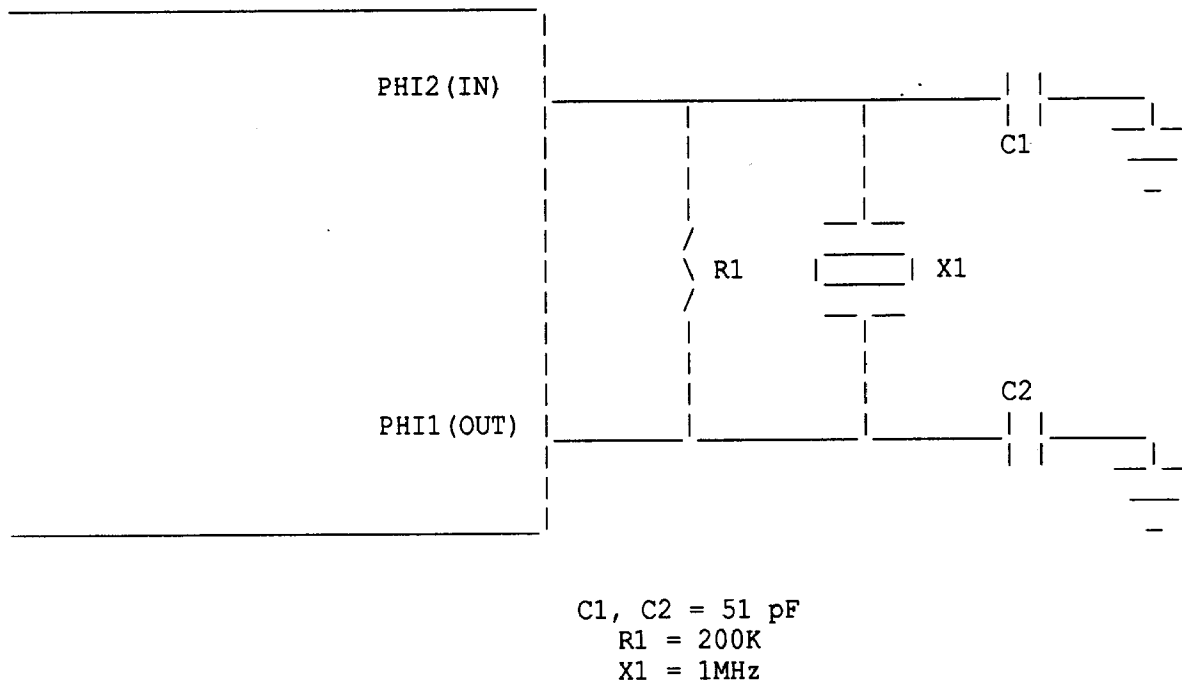 PHI2(IN)
C1
R1
X1
C2
PHI1(OUT)
C1, C2 = 51 pF
R1 = 200K
X1 = 1MHz